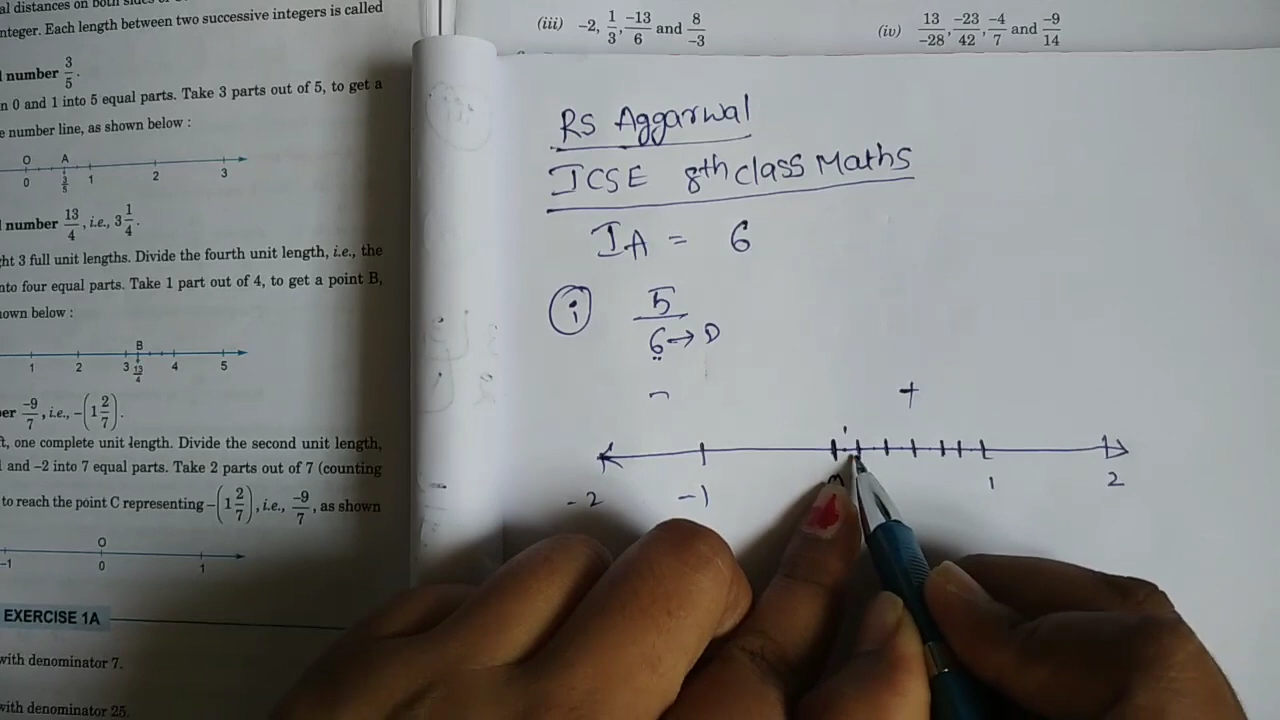 al distances on both sides of
nteger. Each length between two successive integers is called
l number 3/5.
n 0 and 1 into 5 equal parts. Take 3 parts out of 5, to get a
e number line, as shown below :
O A
0 3/5 1 2 3
l number 13/4, i.e., 3 1/4.
ht 3 full unit lengths. Divide the fourth unit length, i.e., the
nto four equal parts. Take 1 part out of 4, to get a point B,
hown below :
B
1 2 3 13/4 4 5
er -9/7, i.e., -(1 2/7).
ft, one complete unit length. Divide the second unit length,
l and -2 into 7 equal parts. Take 2 parts out of 7 (counting
to reach the point C representing -(1 2/7), i.e., -9/7, as shown
O
-1 0 1
EXERCISE 1A
with denominator 7.
with denominator 25.
(iii) -2, 1/3, -13/6 and 8/-3
(iv) 13/-28, -23/42, -4/7 and -9/14
RS Aggarwal
ICSE 8th class Maths
IA = 6
i 5/6 → D
- +
-2 -1 1 2